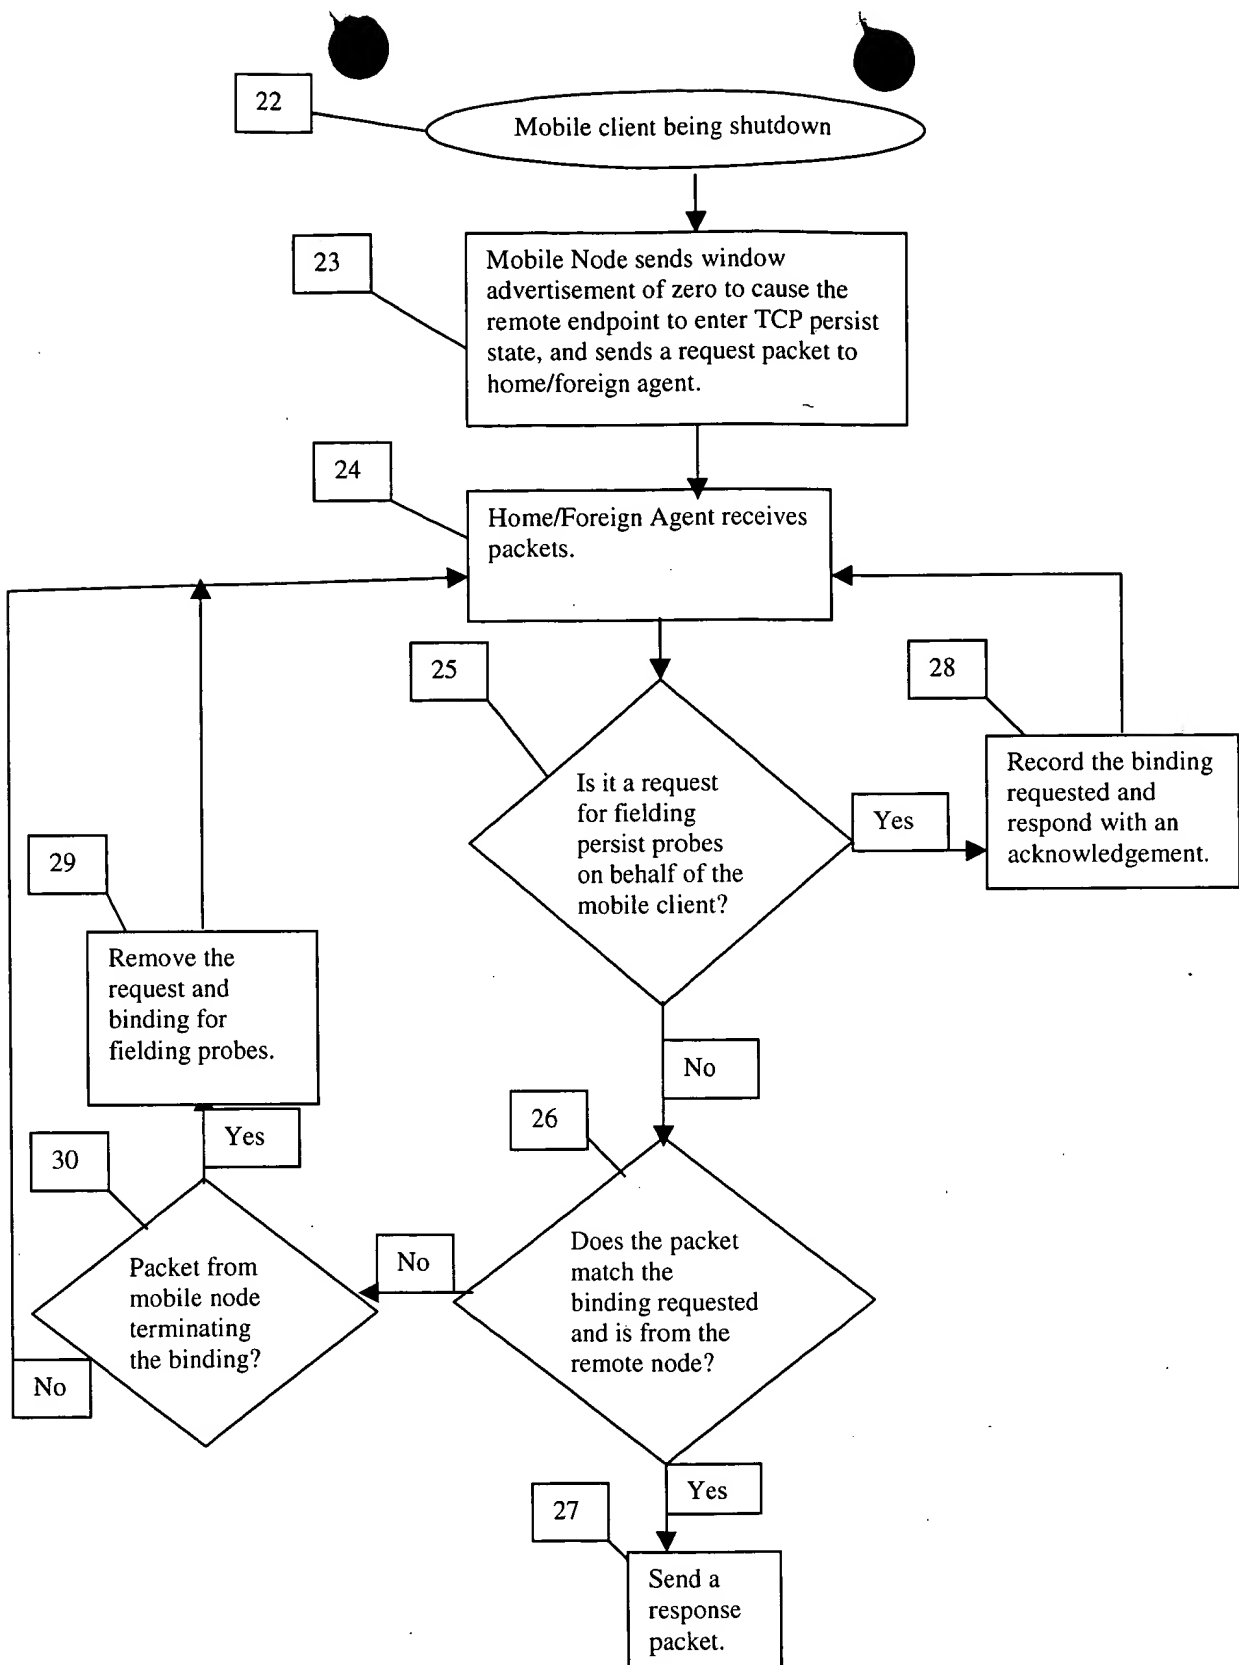 22
Mobile client being shutdown
23
Mobile Node sends window
advertisement of zero to cause the
remote endpoint to enter TCP persist
state, and sends a request packet to
home/foreign agent.
24
Home/Foreign Agent receives
packets.
25
Is it a request
for fielding
persist probes
on behalf of the
mobile client?
Yes
28
Record the binding
requested and
respond with an
acknowledgement.
29
Remove the
request and
binding for
fielding probes.
No
26
Yes
30
Does the packet
match the
binding requested
and is from the
remote node?
No
Packet from
mobile node
terminating
the binding?
No
Yes
27
Send a
response
packet.